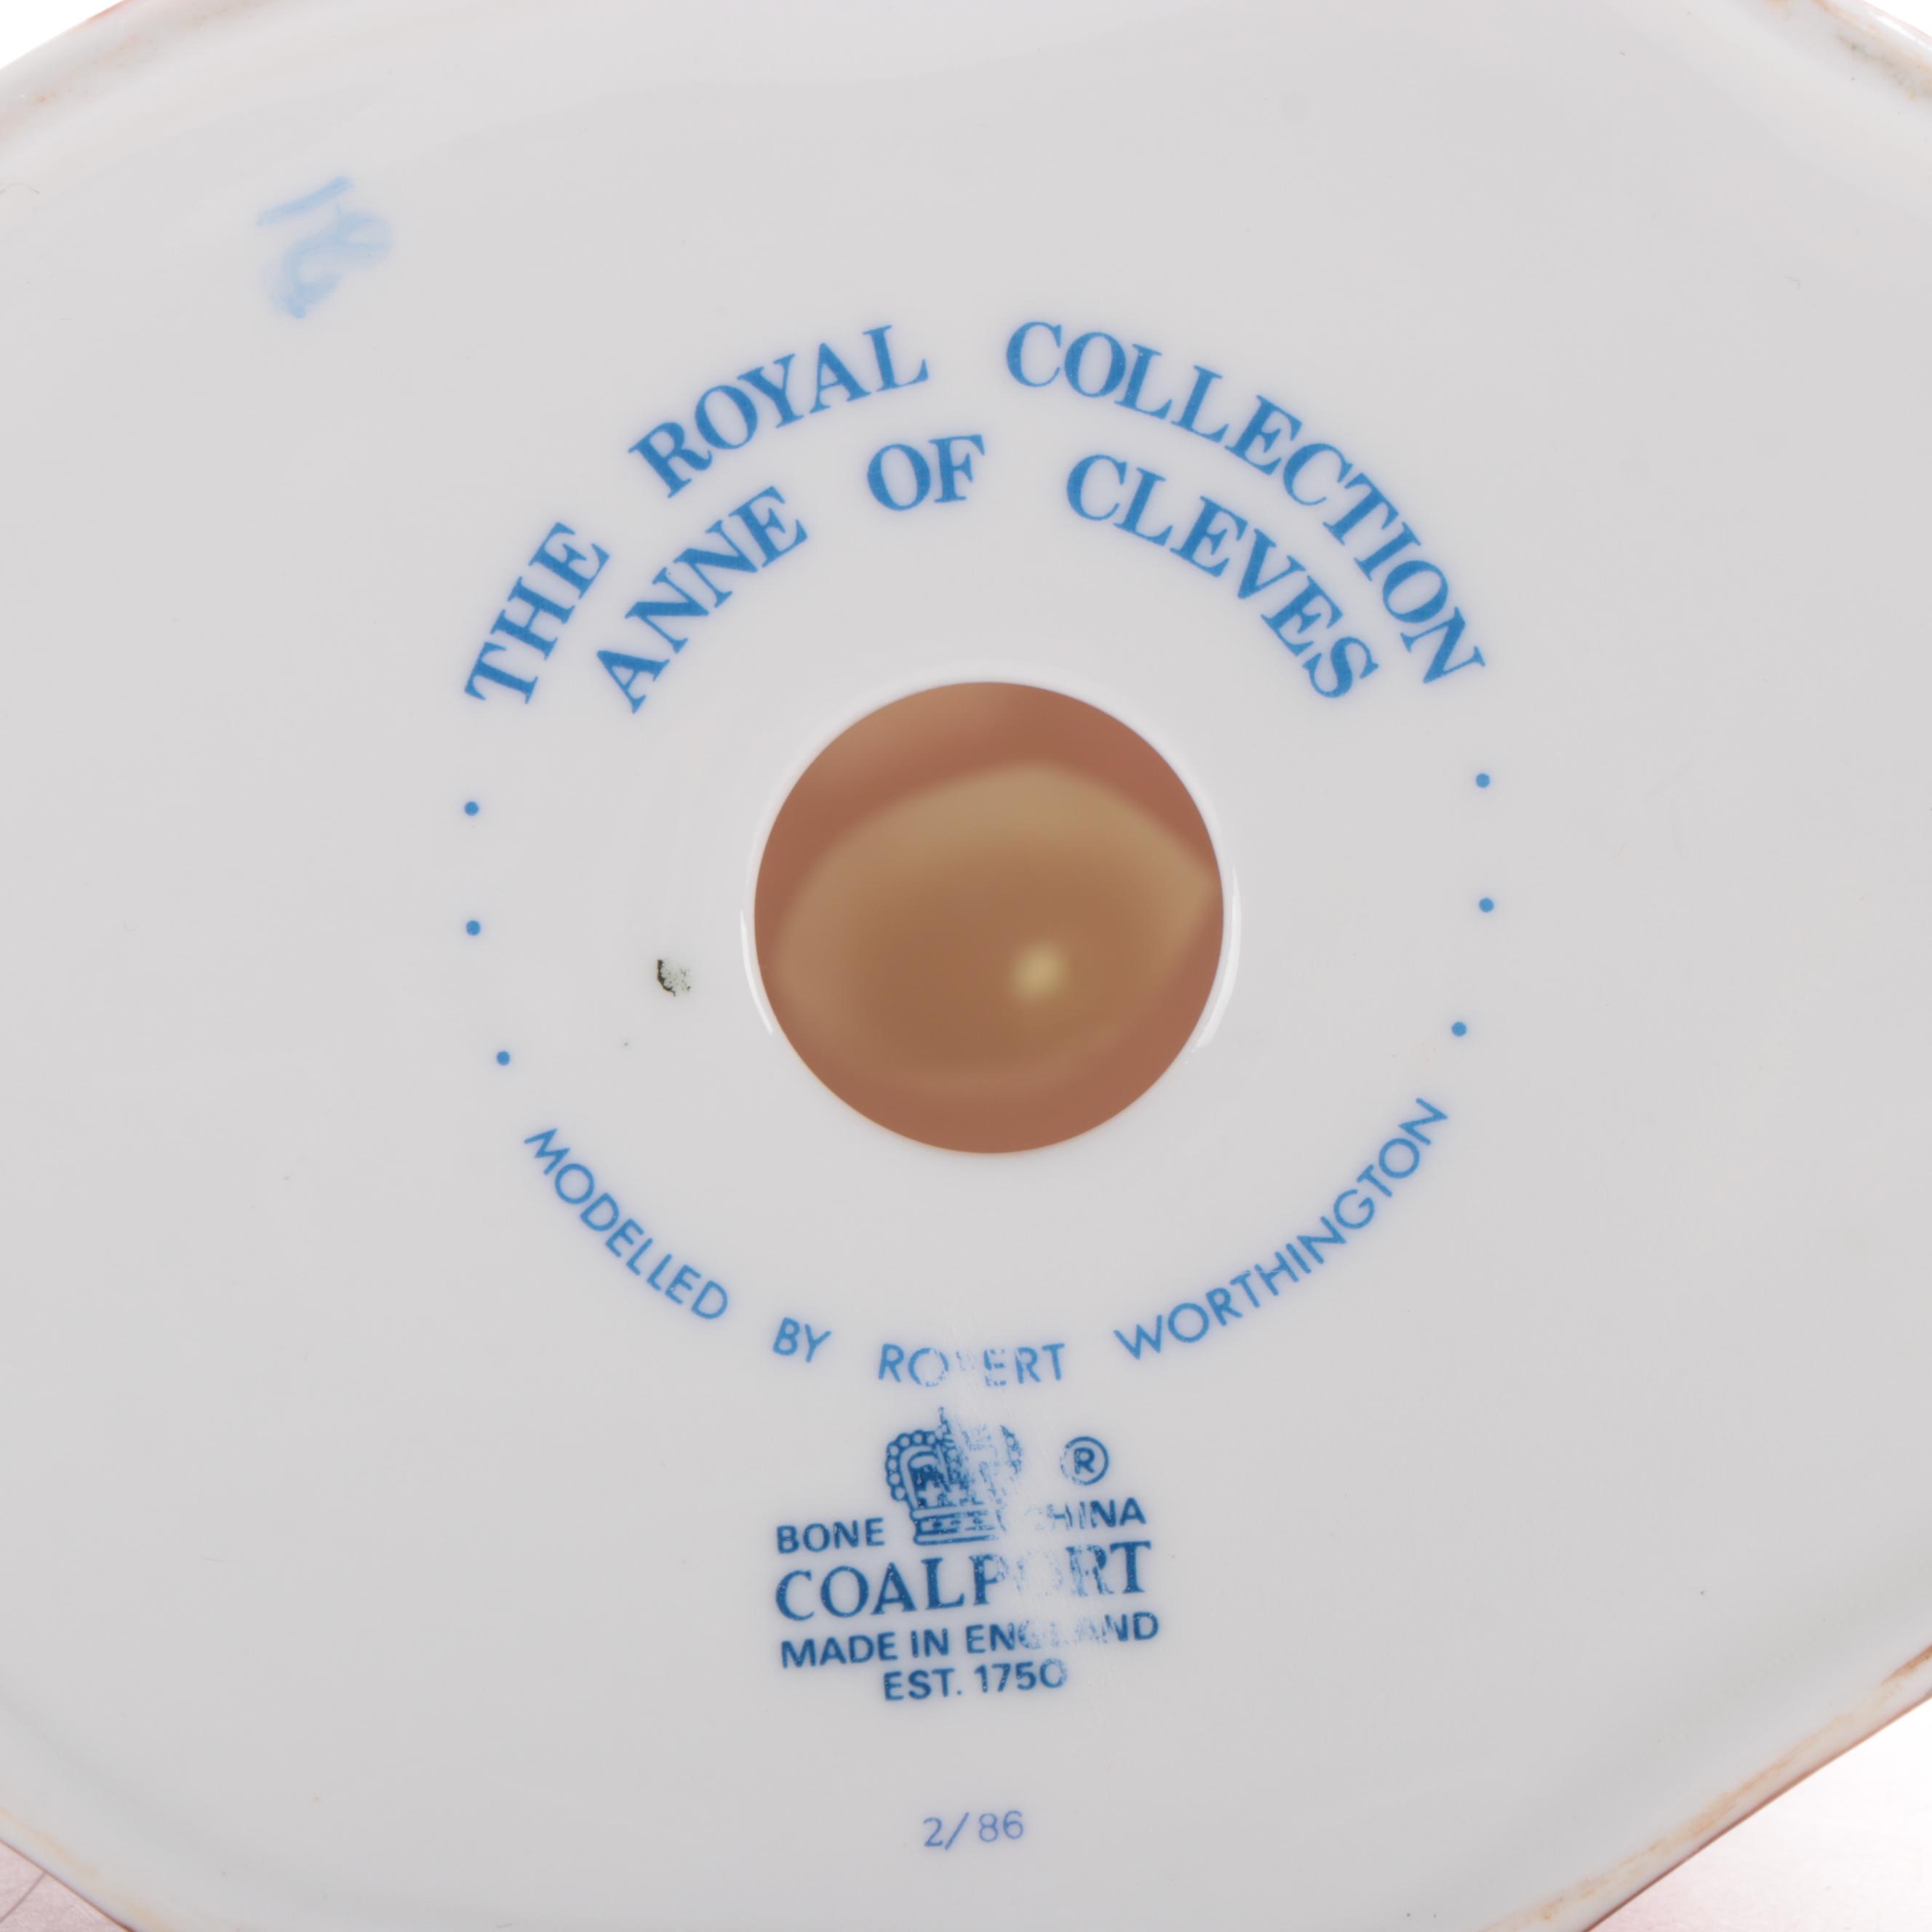 THE ROYAL COLLECTION
ANNE OF CLEVES
MODELLED BY ROBERT WORTHINGTON
®
BONE CHINA
COALPORT
MADE IN ENGLAND
EST. 1750
2/86